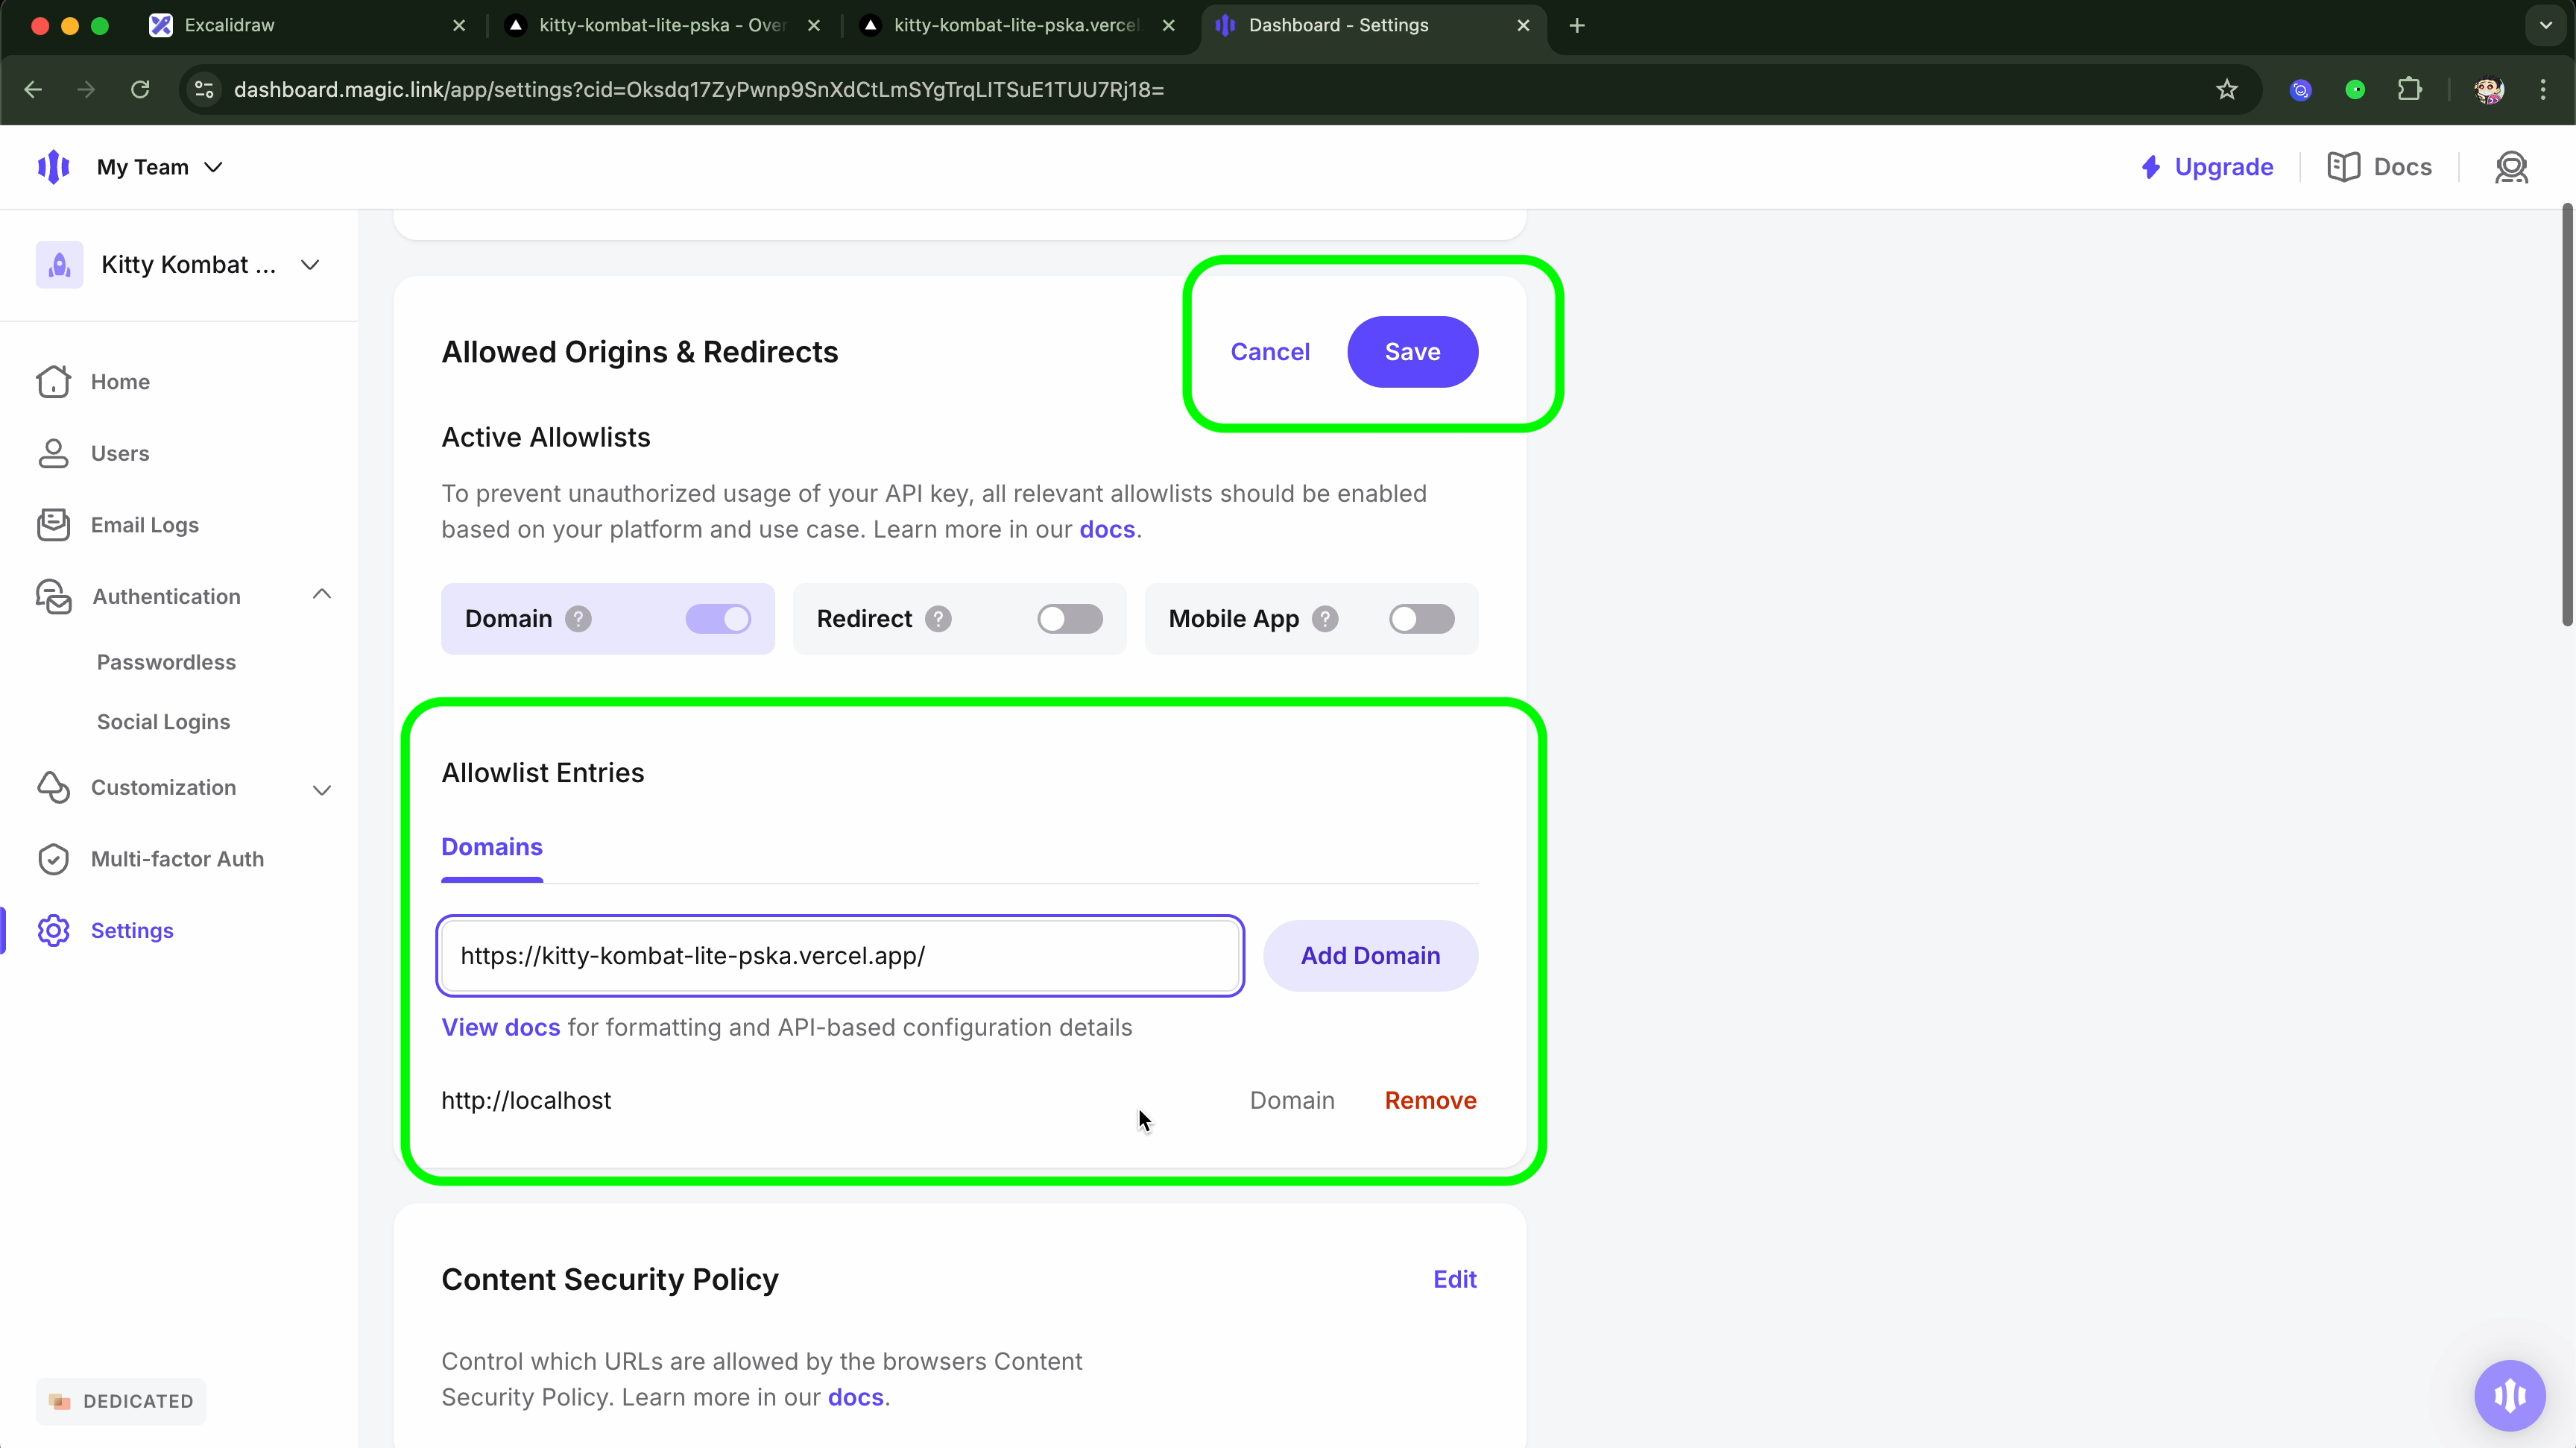 Excalidraw
kitty-kombat-lite-pska - Over
kitty-kombat-lite-pska.vercel
Dashboard - Settings
dashboard.magic.link/app/settings?cid=Oksdq17ZyPwnp9SnXdCtLmSYgTrqLITSuE1TUU7Rj18=
My Team
Upgrade
Docs
Kitty Kombat ...
Home
Users
Email Logs
Authentication
Passwordless
Social Logins
Customization
Multi-factor Auth
Settings
DEDICATED
Allowed Origins & Redirects
Cancel
Save
Active Allowlists
To prevent unauthorized usage of your API key, all relevant allowlists should be enabled
based on your platform and use case. Learn more in our docs.
Domain ?
Redirect ?
Mobile App ?
Allowlist Entries
Domains
https://kitty-kombat-lite-pska.vercel.app/
Add Domain
View docs for formatting and API-based configuration details
http://localhost
Domain
Remove
Content Security Policy
Edit
Control which URLs are allowed by the browsers Content
Security Policy. Learn more in our docs.